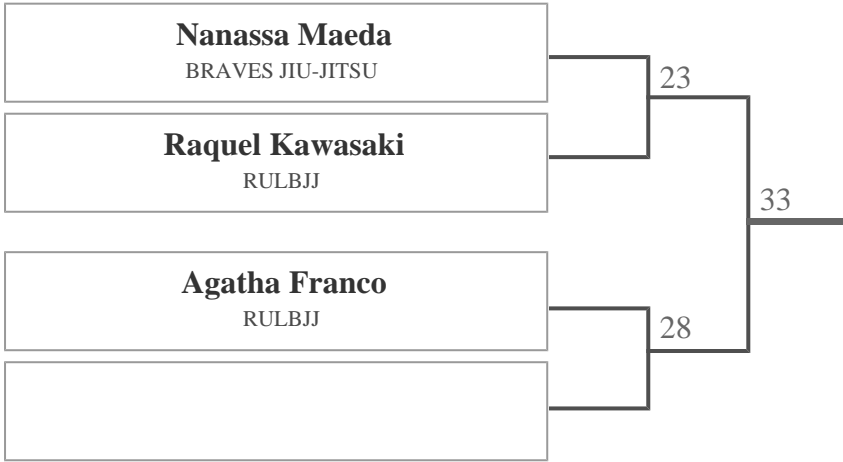 Nanassa Maeda
BRAVES JIU-JITSU
23
Raquel Kawasaki
RULBJJ
33
Agatha Franco
RULBJJ
28